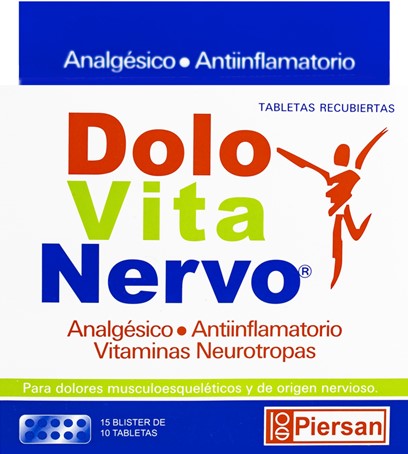 Analgésico • Antiinflamatorio
TABLETAS RECUBIERTAS
Dolo
Vita
Nervo®
Analgésico • Antiinflamatorio
Vitaminas Neurotropas
Para dolores musculoesqueléticos y de origen nervioso.
15 BLISTER DE
10 TABLETAS
Piersan